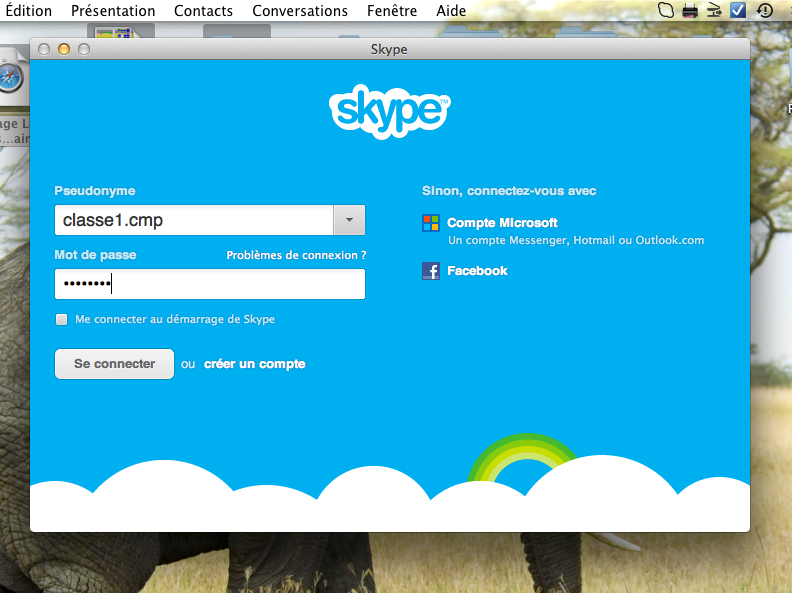 Édition Présentation Contacts Conversations Fenêtre Aide
Skype
skype™
Pseudonyme
classe1.cmp
Mot de passe
Problèmes de connexion ?
••••••••
Me connecter au démarrage de Skype
Se connecter ou créer un compte
Sinon, connectez-vous avec
Compte Microsoft
Un compte Messenger, Hotmail ou Outlook.com
Facebook